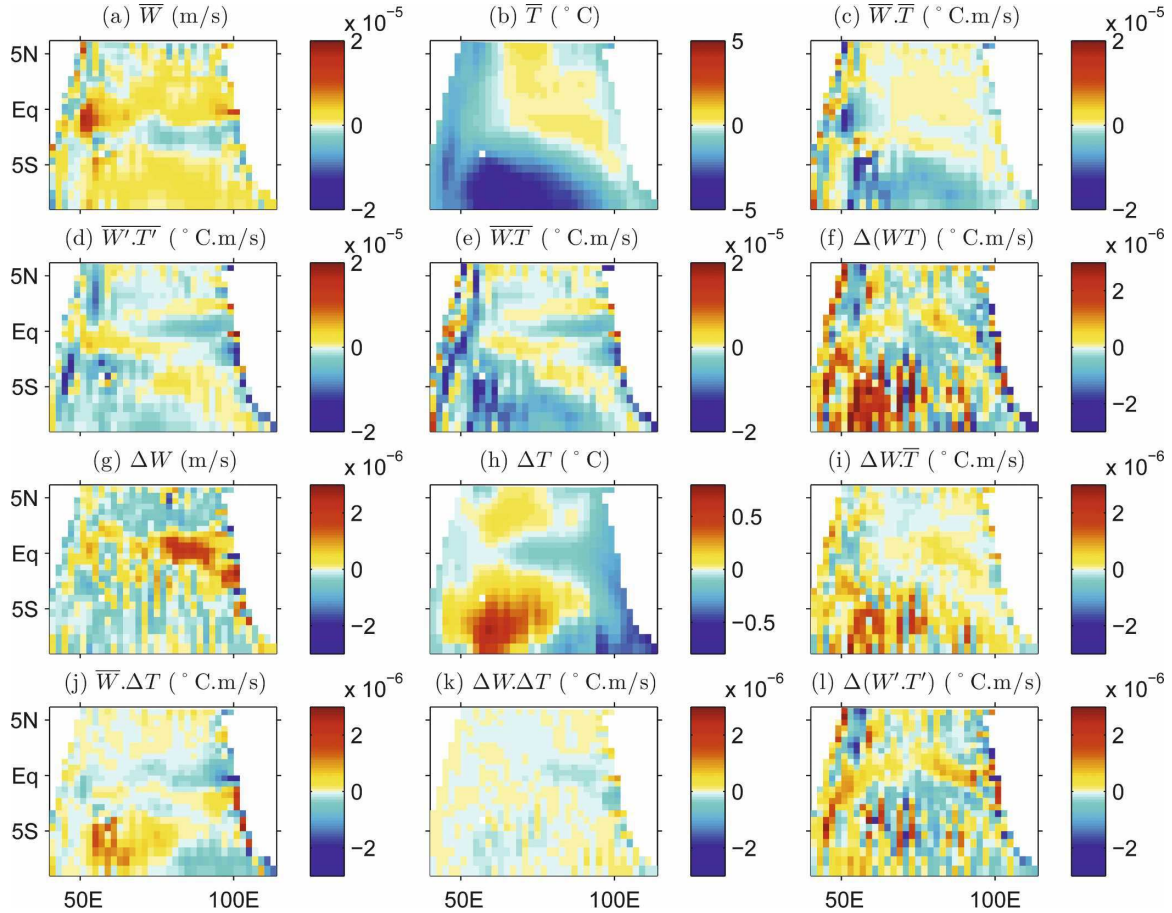 (a) W̅ (m/s) (b) T̅ (°C) (c) W̅.T̅ (°C.m/s)
x 10⁻⁵ x 10⁻⁵
5N 2 5 2
Eq 0 0 0
5S
−2 −5 −2
(d) W̅'̅.̅T̅'̅ (°C.m/s) x 10⁻⁵ (e) W̅T̅ (°C.m/s) x 10⁻⁵ (f) Δ(WT) (°C.m/s) x 10⁻⁶
5N 2 2 2
Eq 0 0 0
5S −2
−2 −2
(g) ΔW (m/s) x 10⁻⁶ (h) ΔT (°C) (i) ΔW.T̅ (°C.m/s) x 10⁻⁶
5N 2 0.5 2
Eq 0 0 0
5S −2 −0.5 −2
(j) W̅.ΔT (°C.m/s) x 10⁻⁶ (k) ΔW.ΔT (°C.m/s) x 10⁻⁶ (l) Δ(W'.T') (°C.m/s) x 10⁻⁶
5N 2 2 2
Eq 0 0 0
5S −2 −2 −2
50E 100E 50E 100E 50E 100E